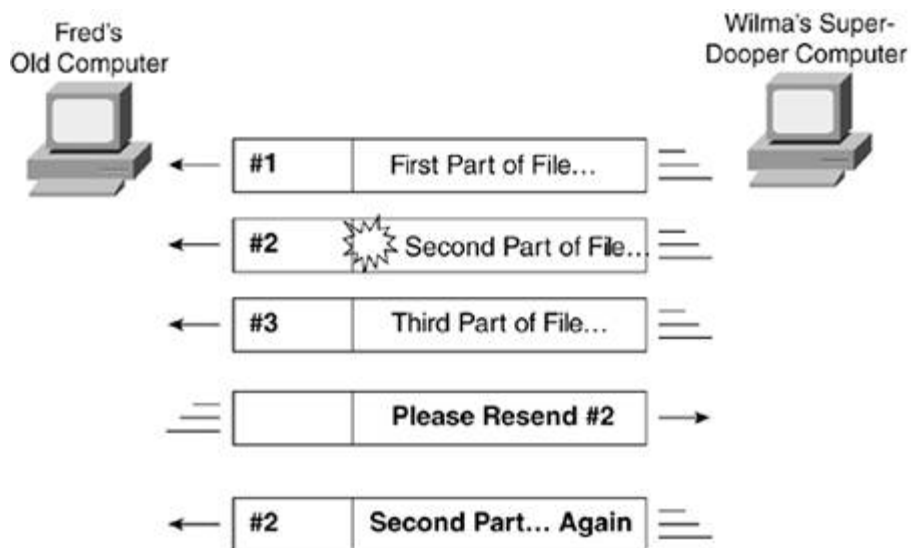 Fred's
Old Computer
Wilma's Super-
Dooper Computer
#1 First Part of File...
#2 Second Part of File...
#3 Third Part of File...
Please Resend #2
#2 Second Part... Again